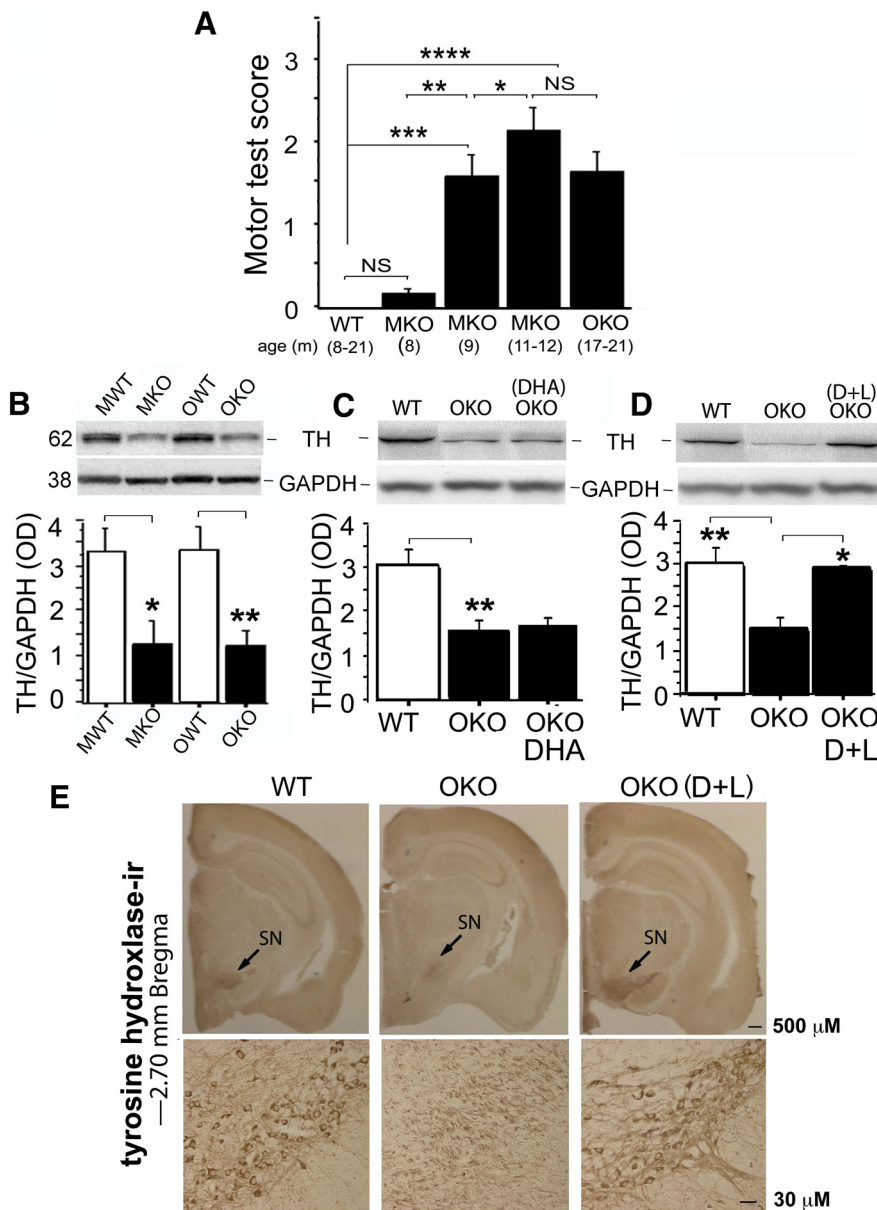 A
Motor test score
3
2
1
0
****
** * NS
***
NS
WT MKO MKO MKO OKO
age (m) (8-21) (8) (9) (11-12) (17-21)
B
MWT MKO OWT OKO
62
38
TH
GAPDH
TH/GAPDH (OD)
4
3
2
1
0
*
**
MWT MKO OWT OKO
C
WT OKO (DHA) OKO
TH
GAPDH
TH/GAPDH (OD)
4
3
2
1
0
**
WT OKO OKO
DHA
D
WT OKO (D+L) OKO
TH/GAPDH (OD)
4
3
2
1
0
** *
WT OKO OKO
D+L
E
WT OKO OKO (D+L)
tyrosine hydroxlase-ir
—2.70 mm Bregma
SN SN SN
500 µM
30 µM